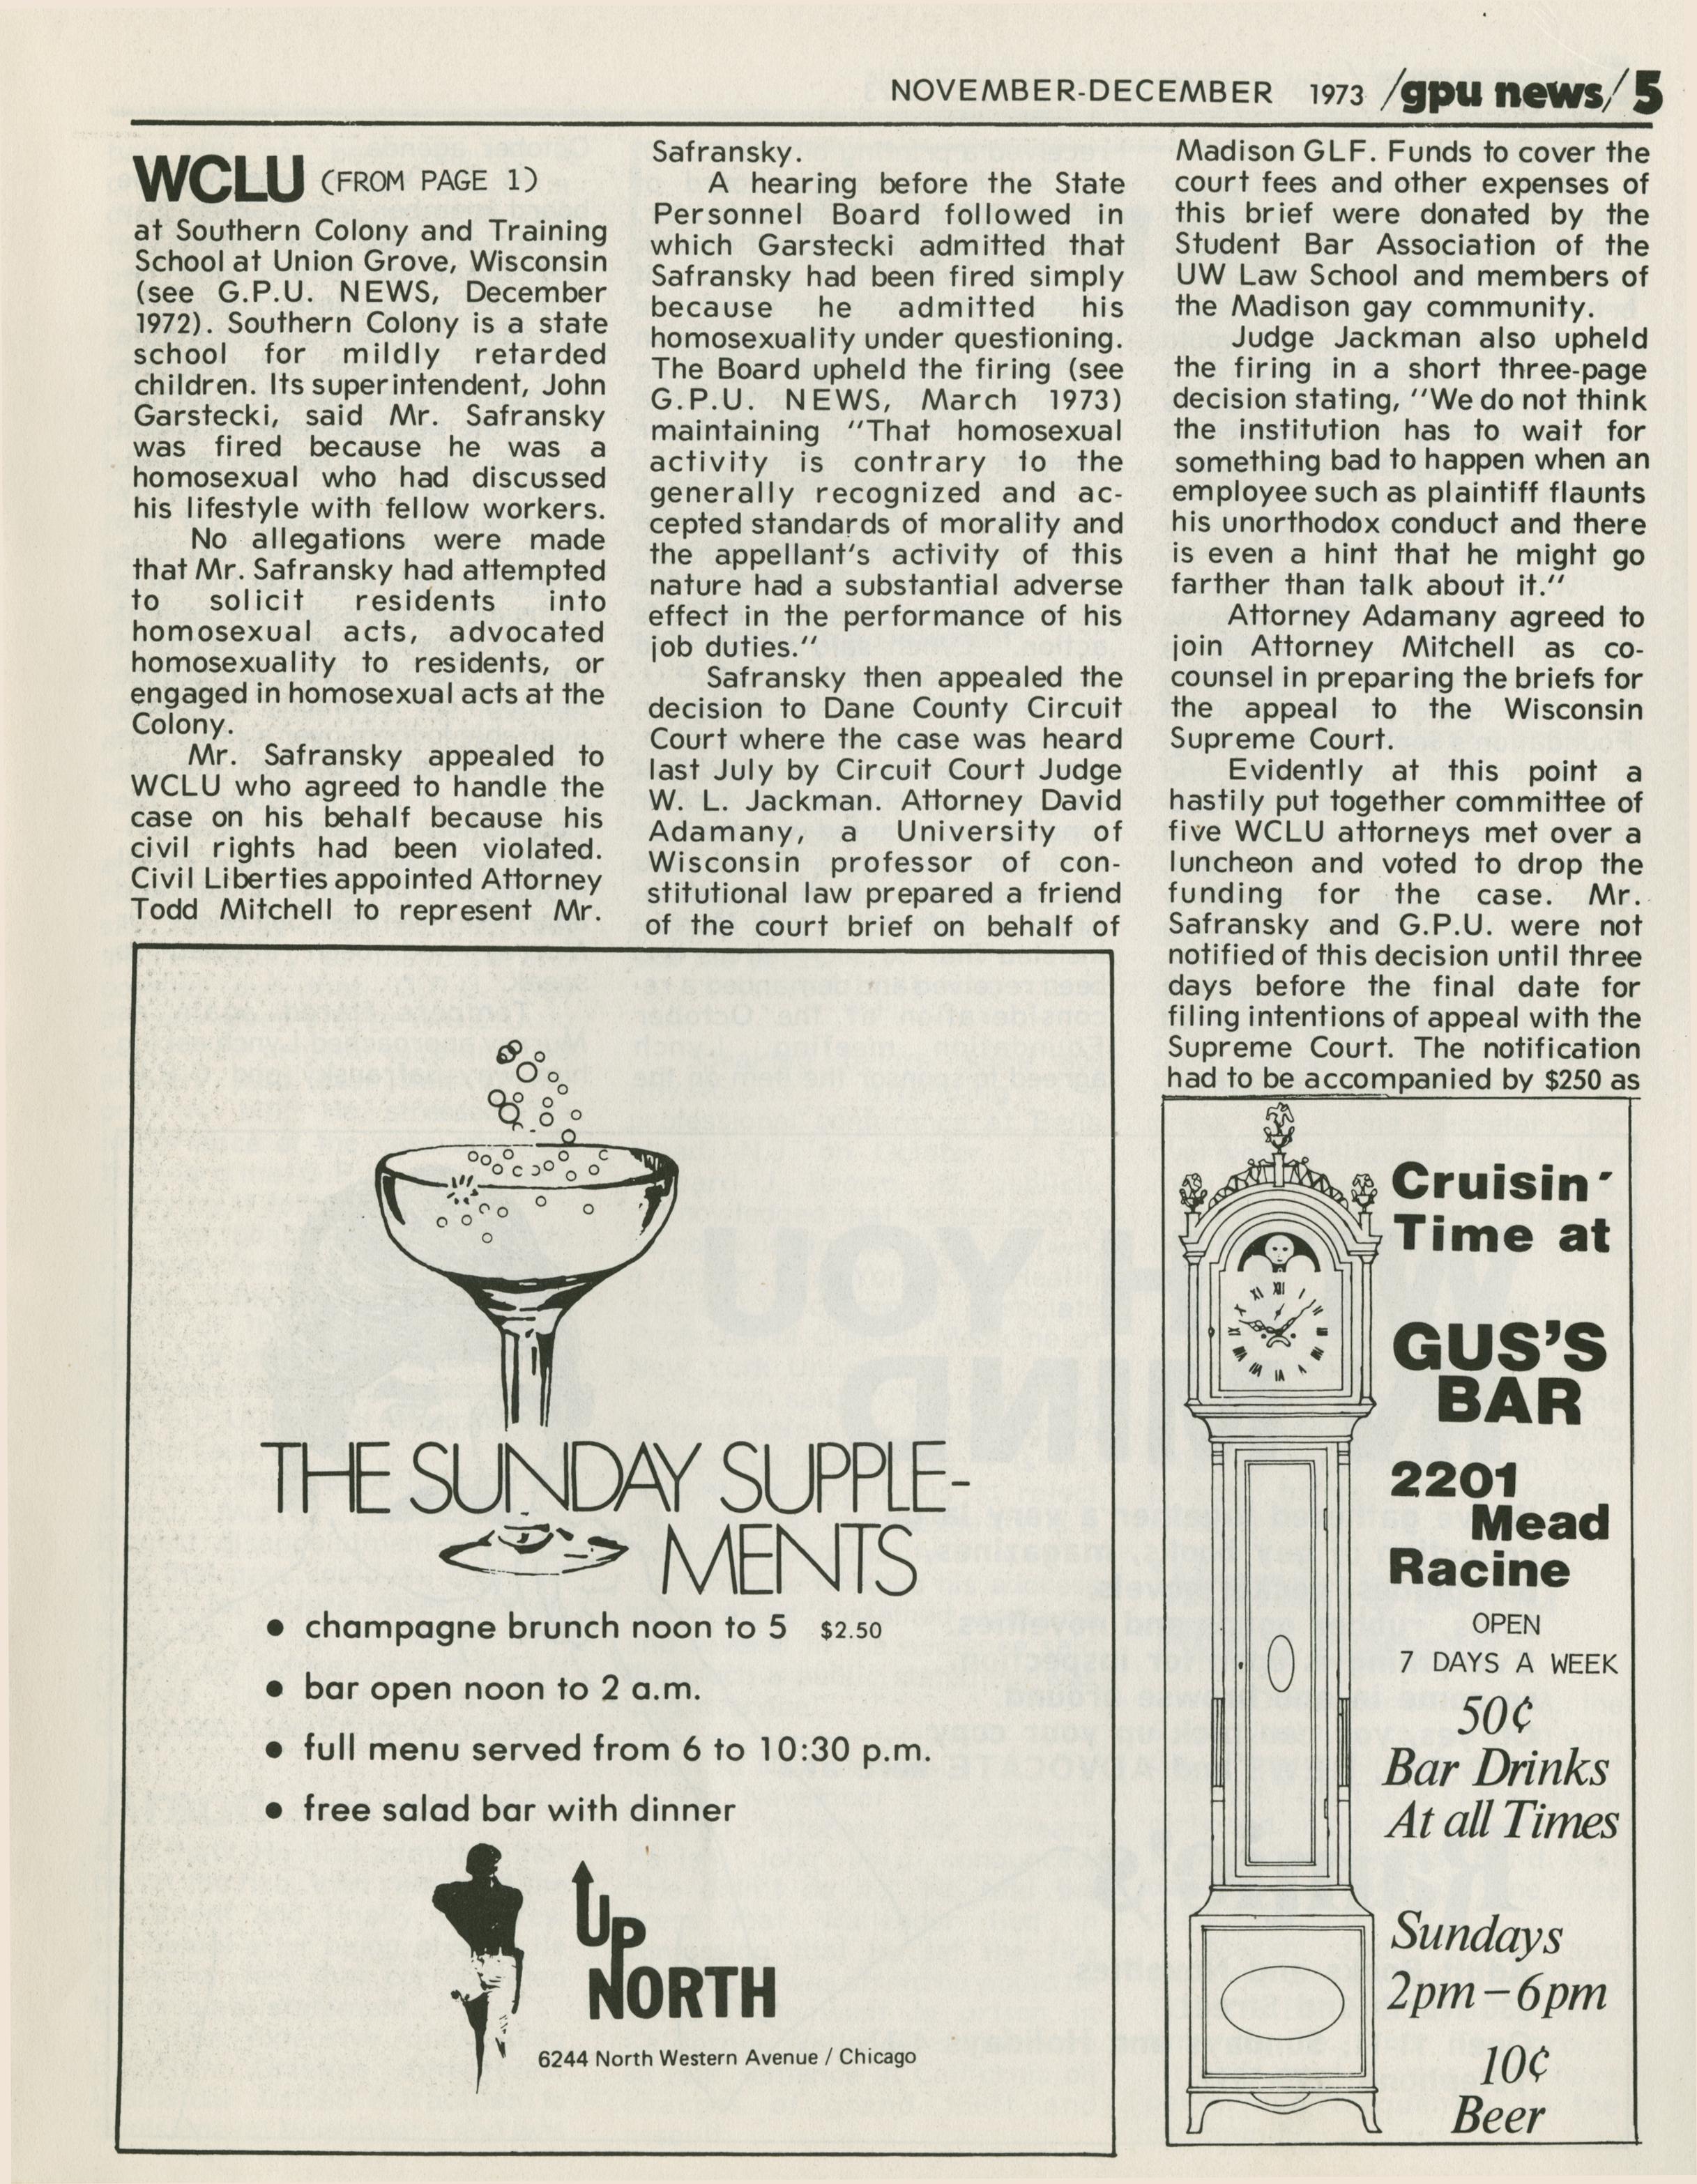 NOVEMBER-DECEMBER 1973 /gpu news/5
WCLU (FROM PAGE 1)
at Southern Colony and Training
School at Union Grove, Wisconsin
(see G.P.U. NEWS, December
1972). Southern Colony is a state
school for mildly retarded
children. Its superintendent, John
Garstecki, said Mr. Safransky
was fired because he was a
homosexual who had discussed
his lifestyle with fellow workers.
No allegations were made
that Mr. Safransky had attempted
to solicit residents into
homosexual acts, advocated
homosexuality to residents, or
engaged in homosexual acts at the
Colony.
Mr. Safransky appealed to
WCLU who agreed to handle the
case on his behalf because his
civil rights had been violated.
Civil Liberties appointed Attorney
Todd Mitchell to represent Mr.
Safransky.
A hearing before the State
Personnel Board followed in
which Garstecki admitted that
Safransky had been fired simply
because he admitted his
homosexuality under questioning.
The Board upheld the firing (see
G.P.U. NEWS, March 1973)
maintaining "That homosexual
activity is contrary to the
generally recognized and ac-
cepted standards of morality and
the appellant's activity of this
nature had a substantial adverse
effect in the performance of his
job duties."
Safransky then appealed the
decision to Dane County Circuit
Court where the case was heard
last July by Circuit Court Judge
W. L. Jackman. Attorney David
Adamany, a University of
Wisconsin professor of con-
stitutional law prepared a friend
of the court brief on behalf of
Madison GLF. Funds to cover the
court fees and other expenses of
this brief were donated by the
Student Bar Association of the
UW Law School and members of
the Madison gay community.
Judge Jackman also upheld
the firing in a short three-page
decision stating, "We do not think
the institution has to wait for
something bad to happen when an
employee such as plaintiff flaunts
his unorthodox conduct and there
is even a hint that he might go
farther than talk about it."
Attorney Adamany agreed to
join Attorney Mitchell as co-
counsel in preparing the briefs for
the appeal to the Wisconsin
Supreme Court.
Evidently at this point a
hastily put together committee of
five WCLU attorneys met over a
luncheon and voted to drop the
funding for the case. Mr.
Safransky and G.P.U. were not
notified of this decision until three
days before the final date for
filing intentions of appeal with the
Supreme Court. The notification
had to be accompanied by $250 as
THE SUNDAY SUPPLE-
MENTS
• champagne brunch noon to 5 $2.50
• bar open noon to 2 a.m.
• full menu served from 6 to 10:30 p.m.
• free salad bar with dinner
UP
NORTH
6244 North Western Avenue / Chicago
Cruisin'
Time at
GUS'S
BAR
2201
Mead
Racine
OPEN
7 DAYS A WEEK
50¢
Bar Drinks
At all Times
Sundays
2pm–6pm
10¢
Beer